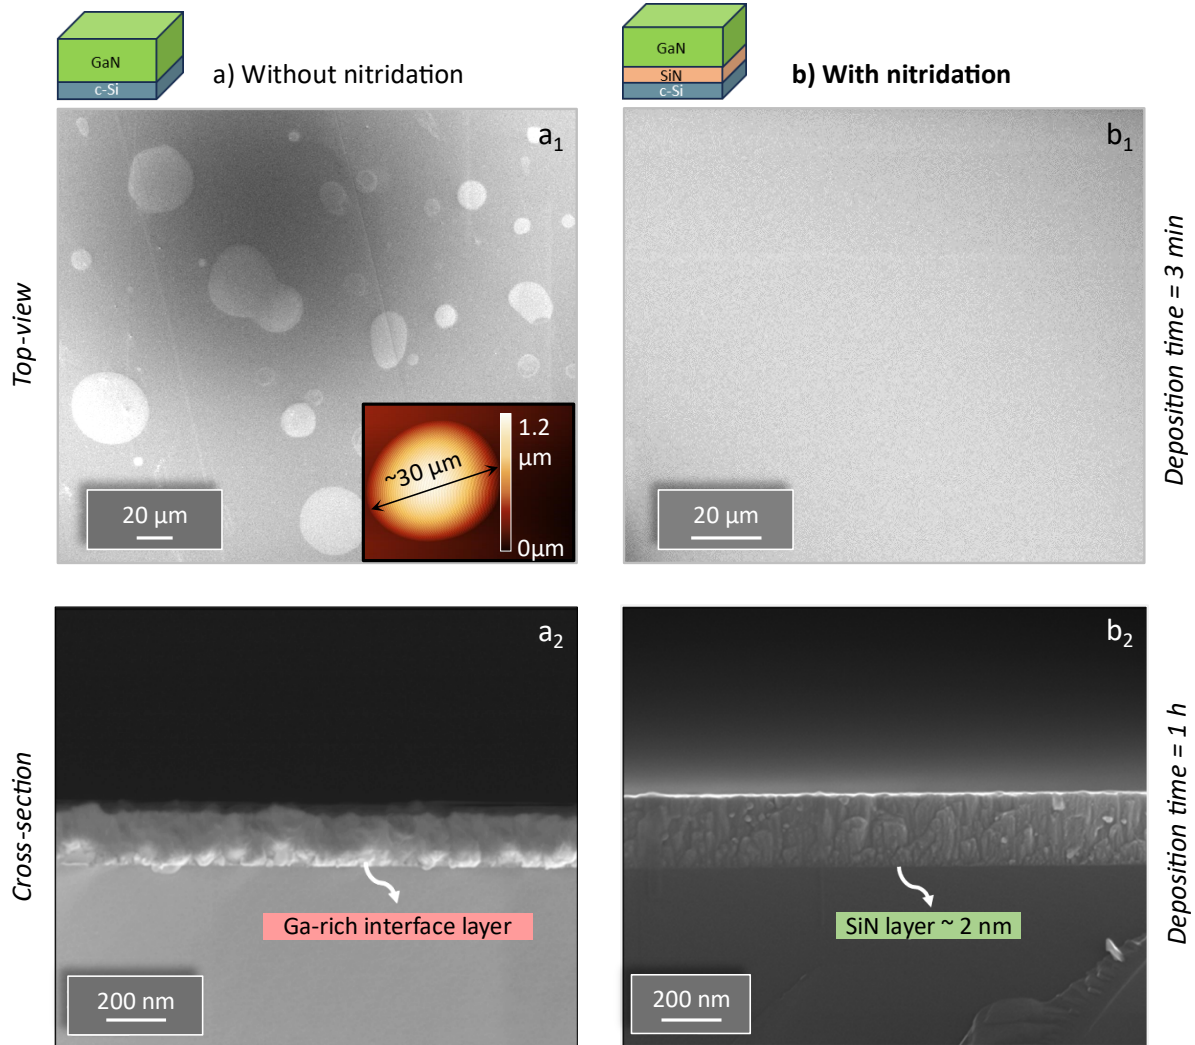 GaN
c-Si
a) Without nitridation
GaN
SiN
c-Si
b) With nitridation
a1
b1
Top-view
Deposition time = 3 min
1.2
µm
~30 µm
0µm
20 µm
20 µm
a2
b2
Cross-section
Deposition time = 1 h
Ga-rich interface layer
SiN layer ~ 2 nm
200 nm
200 nm